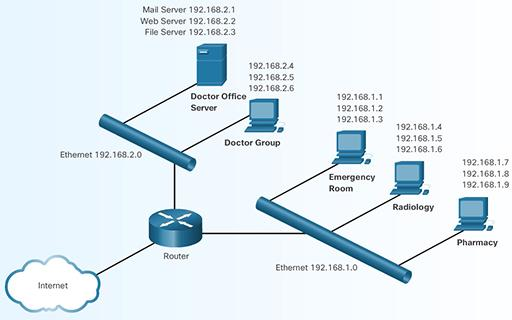 Mail Server 192.168.2.1
Web Server 192.168.2.2
File Server 192.168.2.3
192.168.2.4
192.168.2.5
192.168.2.6
Doctor Office
Server
Doctor Group
Ethernet 192.168.2.0
192.168.1.1
192.168.1.2
192.168.1.3
Emergency
Room
192.168.1.4
192.168.1.5
192.168.1.6
Radiology
192.168.1.7
192.168.1.8
192.168.1.9
Pharmacy
Router
Ethernet 192.168.1.0
Internet